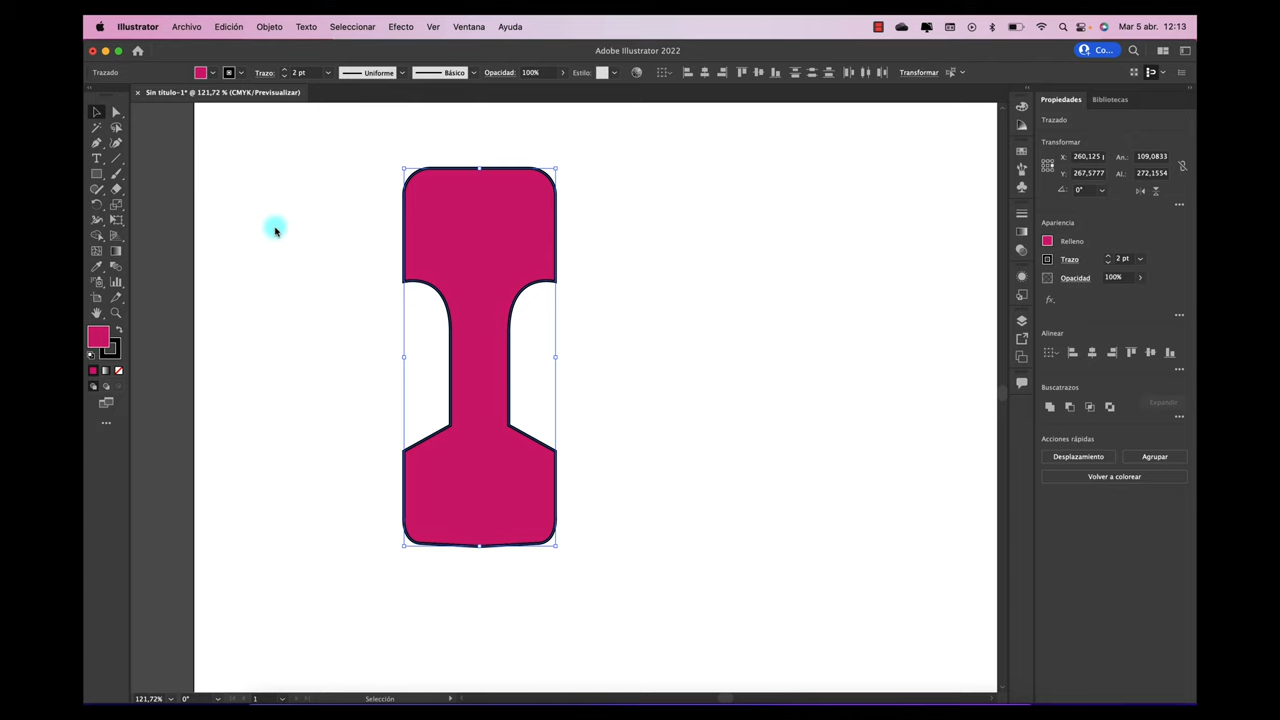 Illustrator Archivo Edición Objeto Texto Seleccionar Efecto Ver Ventana Ayuda Mar 5 abr. 12:13
Adobe Illustrator 2022 Co...
Trazado Trazo: 2 pt Uniforme Básico Opacidad: 100% Estilo: Transformar
Sin título-1* @ 121,72 % (CMYK/Previsualizar)
Propiedades Bibliotecas
Trazado
Transformar
X: 260,125 An.: 109,0833
Y: 267,5777 Al.: 272,1554
0°
Apariencia
Relleno
Trazo 2 pt
Opacidad 100%
fx.
Alinear
Buscatrazos
Expandir
Acciones rápidas
Desplazamiento Agrupar
Volver a colorear
121,72% 0° 1 Selección